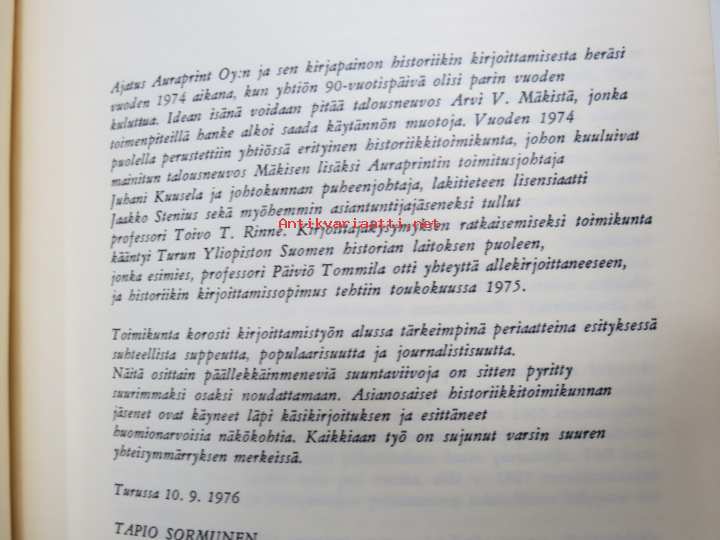 Ajatus Auraprint Oy:n ja sen kirjapainon historiikin kirjoittamisesta heräsi
vuoden 1974 aikana, kun yhtiön 90-vuotispäivä olisi parin vuoden
kuluttua. Idean isänä voidaan pitää talousneuvos Arvi V. Mäkistä, jonka
toimenpiteillä hanke alkoi saada käytännön muotoja. Vuoden 1974
puolella perustettiin yhtiössä erityinen historiikkitoimikunta, johon kuuluivat
mainitun talousneuvos Mäkisen lisäksi Auraprintin toimitusjohtaja
Juhani Kuusela ja johtokunnan puheenjohtaja, lakitieteen lisensiaatti
Jaakko Stenius sekä myöhemmin asiantuntijajäseneksi tullut
Antikvariaatti.net
professori Toivo T. Rinne. Kirjoittajakysymyksen ratkaisemiseksi toimikunta
kääntyi Turun Yliopiston Suomen historian laitoksen puoleen,
jonka esimies, professori Päiviö Tommila otti yhteyttä allekirjoittaneeseen,
ja historiikin kirjoittamissopimus tehtiin toukokuussa 1975.
Toimikunta korosti kirjoittamistyön alussa tärkeimpinä periaatteina esityksessä
suhteellista suppeutta, populaarisuutta ja journalistisuutta.
Näitä osittain päällekkäinmeneviä suuntaviivoja on sitten pyritty
suurimmaksi osaksi noudattamaan. Asianosaiset historiikkitoimikunnan
jäsenet ovat käyneet läpi käsikirjoituksen ja esittäneet
huomionarvoisia näkökohtia. Kaikkiaan työ on sujunut varsin suuren
yhteisymmärryksen merkeissä.
Turussa 10. 9. 1976
TAPIO SORMUNEN